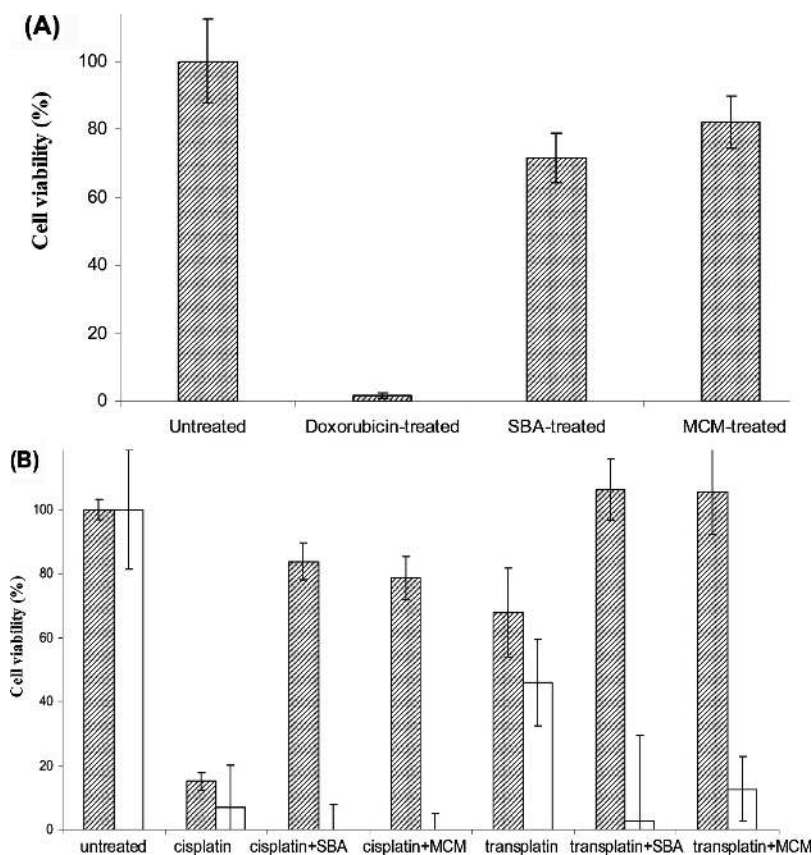 (A)
Cell viability (%)
100
80
60
40
20
0
Untreated Doxorubicin-treated SBA-treated MCM-treated
(B)
Cell viability (%)
100
80
60
40
20
0
untreated cisplatin cisplatin+SBA cisplatin+MCM transplatin transplatin+SBA transplatin+MCM